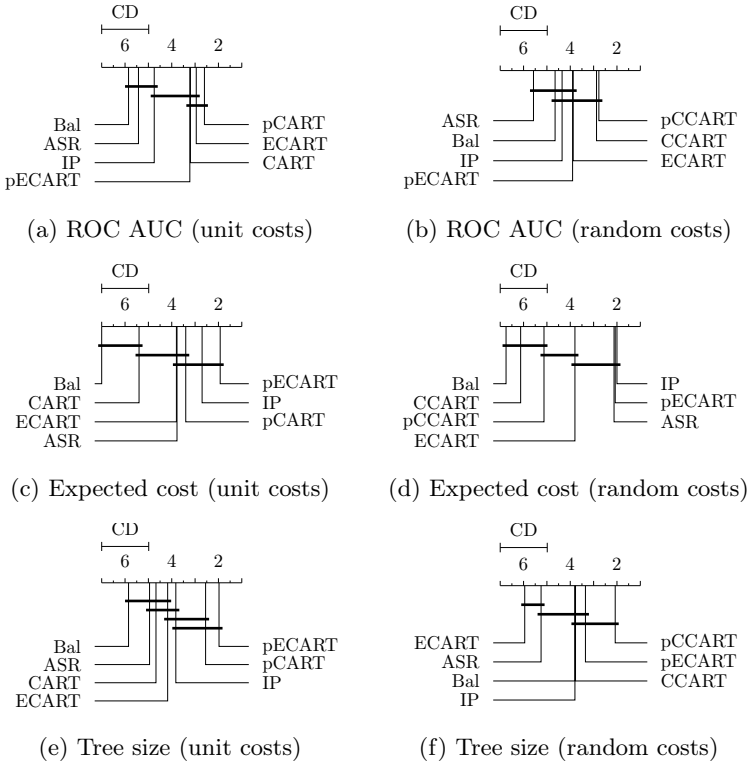 CD
6 4 2
Bal
ASR
IP
pECART
pCART
ECART
CART
(a) ROC AUC (unit costs)
CD
6 4 2
ASR
Bal
IP
pECART
pCCART
CCART
ECART
(b) ROC AUC (random costs)
CD
6 4 2
Bal
CART
ECART
ASR
pECART
IP
pCART
(c) Expected cost (unit costs)
CD
6 4 2
Bal
CCART
pCCART
ECART
IP
pECART
ASR
(d) Expected cost (random costs)
CD
6 4 2
Bal
ASR
CART
ECART
pECART
pCART
IP
(e) Tree size (unit costs)
CD
6 4 2
ECART
ASR
Bal
IP
pCCART
pECART
CCART
(f) Tree size (random costs)